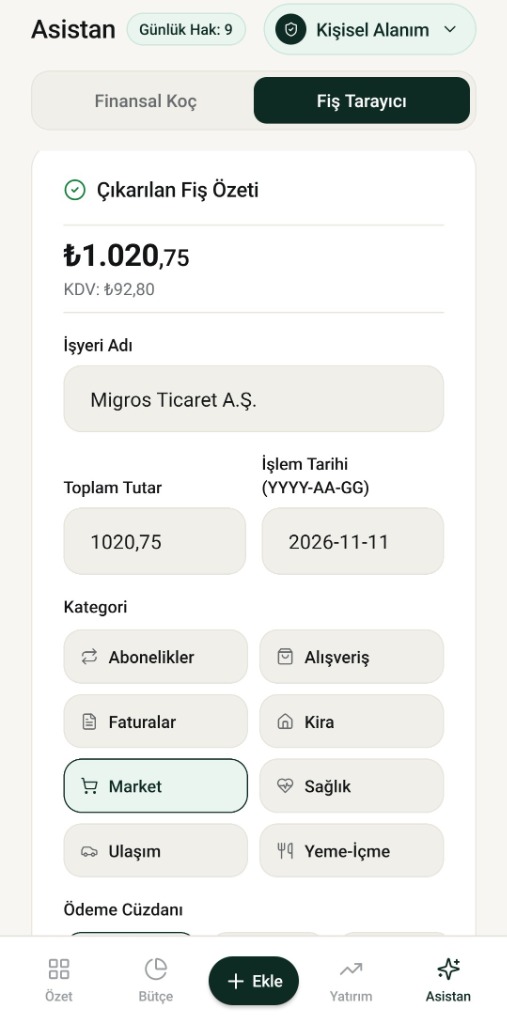 Asistan
Günlük Hak: 9
Kişisel Alanım
Finansal Koç
Fiş Tarayıcı
Çıkarılan Fiş Özeti
₺1.020,75
KDV: ₺92,80
İşyeri Adı
Migros Ticaret A.Ş.
Toplam Tutar
İşlem Tarihi
(YYYY-AA-GG)
1020,75
2026-11-11
Kategori
Abonelikler
Alışveriş
Faturalar
Kira
Market
Sağlık
Ulaşım
Yeme-İçme
Ödeme Cüzdanı
Özet
Bütçe
+ Ekle
Yatırım
Asistan